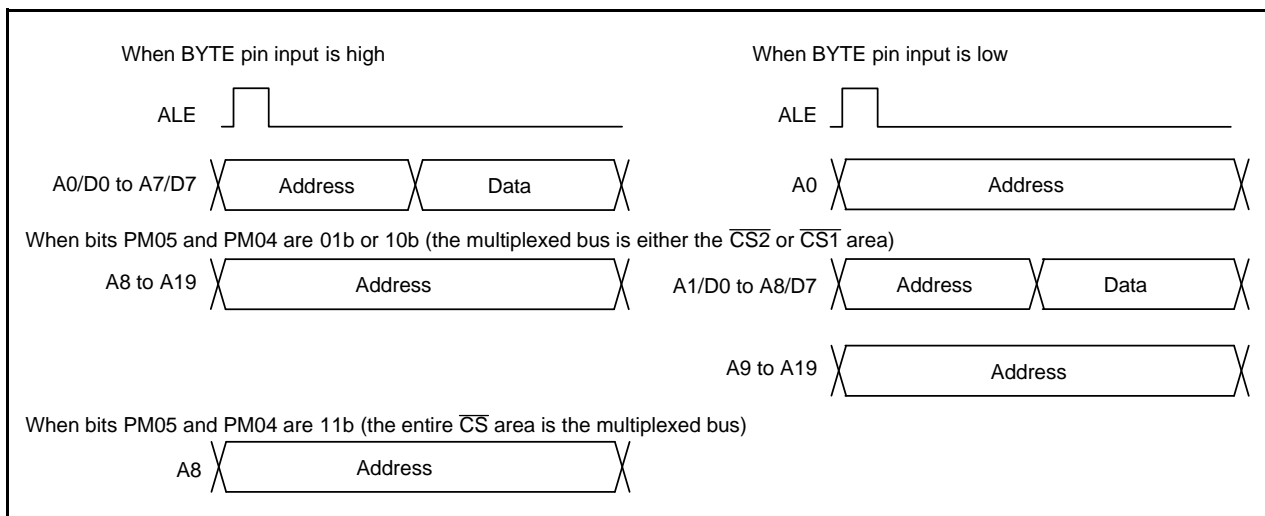 When BYTE pin input is high
When BYTE pin input is low
ALE
ALE
A0/D0 to A7/D7
Address
Data
A0
Address
When bits PM05 and PM04 are 01b or 10b (the multiplexed bus is either the C̅S̅2̅ or C̅S̅1̅ area)
A8 to A19
Address
A1/D0 to A8/D7
Address
Data
A9 to A19
Address
When bits PM05 and PM04 are 11b (the entire C̅S̅ area is the multiplexed bus)
A8
Address